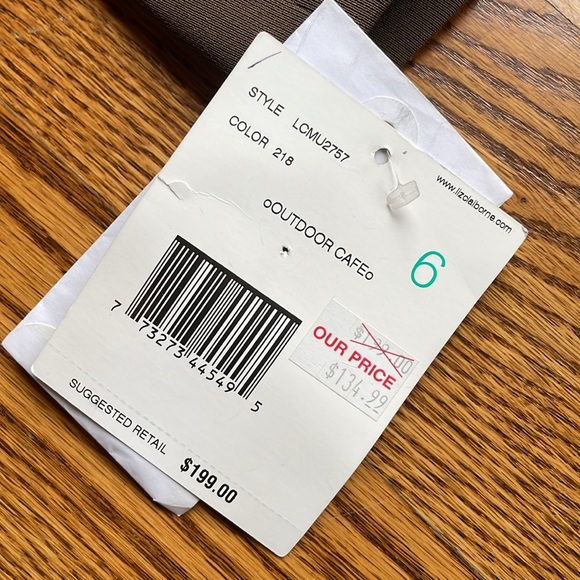 STYLE LCMU2757
COLOR 218
www.lizclaiborne.com
oOUTDOOR CAFEo
6
7 73273 44549 5
OUR PRICE
$134.99
SUGGESTED RETAIL $199.00